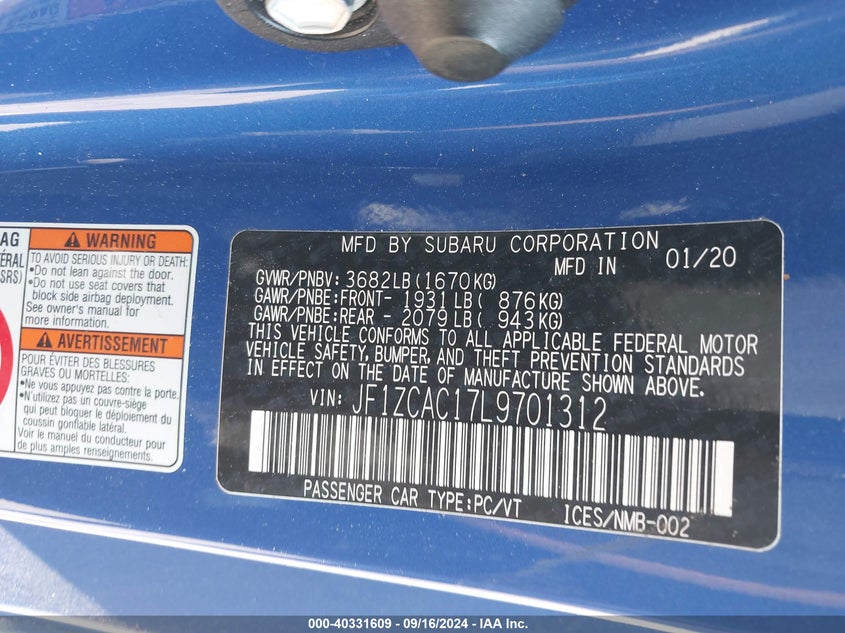 AG
ÉRAL
SRS)
WARNING
TO AVOID SERIOUS INJURY OR DEATH:
•Do not lean against the door.
•Do not use seat covers that
block side airbag deployment.
See owner's manual for
more information.
AVERTISSEMENT
POUR ÉVITER DES BLESSURES
GRAVES OU MORTELLES:
•Ne vous appuyez pas contre la porte.
•N'utilisez pas de couvre-siège
qui peut bloquer le déploiement du
coussin gonflable latéral.
Voir le manuel du conducteur pour
de plus amples renseignements.
MFD BY SUBARU CORPORATION
MFD IN 01/20
GVWR/PNBV: 3682LB(1670KG)
GAWR/PNBE:FRONT- 1931LB( 876KG)
GAWR/PNBE:REAR - 2079LB( 943KG)
THIS VEHICLE CONFORMS TO ALL APPLICABLE FEDERAL MOTOR
VEHICLE SAFETY, BUMPER, AND THEFT PREVENTION STANDARDS
IN EFFECT ON THE DATE OF MANUFACTURE SHOWN ABOVE.
VIN: JF1ZCAC17L9701312
PASSENGER CAR TYPE:PC/VT ICES/NMB-002
000-40331609 - 09/16/2024 - IAA Inc.